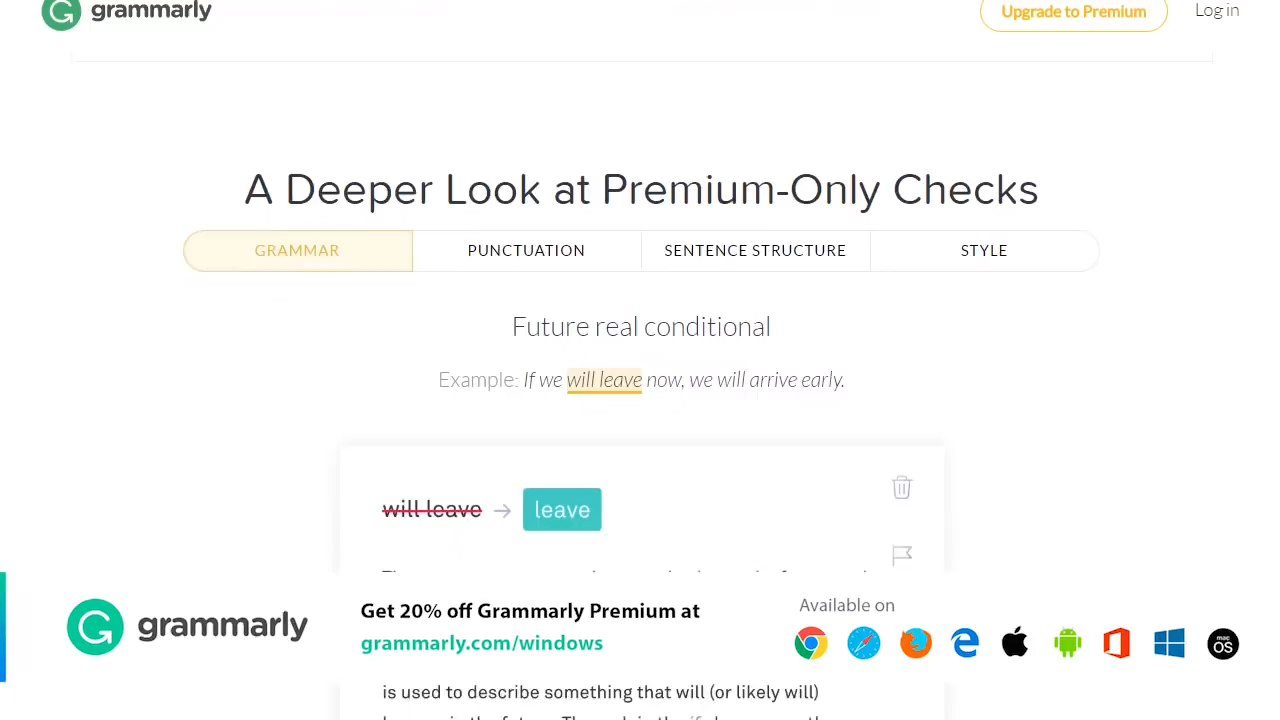 grammarly
Upgrade to Premium
Log in
A Deeper Look at Premium-Only Checks
GRAMMAR
PUNCTUATION
SENTENCE STRUCTURE
STYLE
Future real conditional
Example: If we will leave now, we will arrive early.
will leave → leave
grammarly
Get 20% off Grammarly Premium at
grammarly.com/windows
Available on
mac
OS
is used to describe something that will (or likely will)